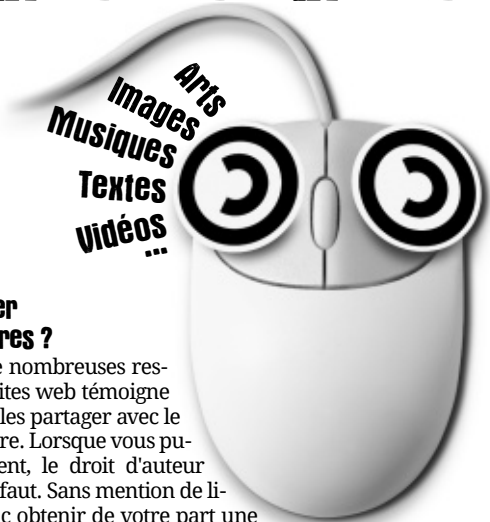 Arts
Images
Musiques
Textes
Vidéos
...
er
res ?
e nombreuses res-
ites web témoigne
les partager avec le
re. Lorsque vous pu-
ent, le droit d'auteur
faut. Sans mention de li-
c obtenir de votre part une